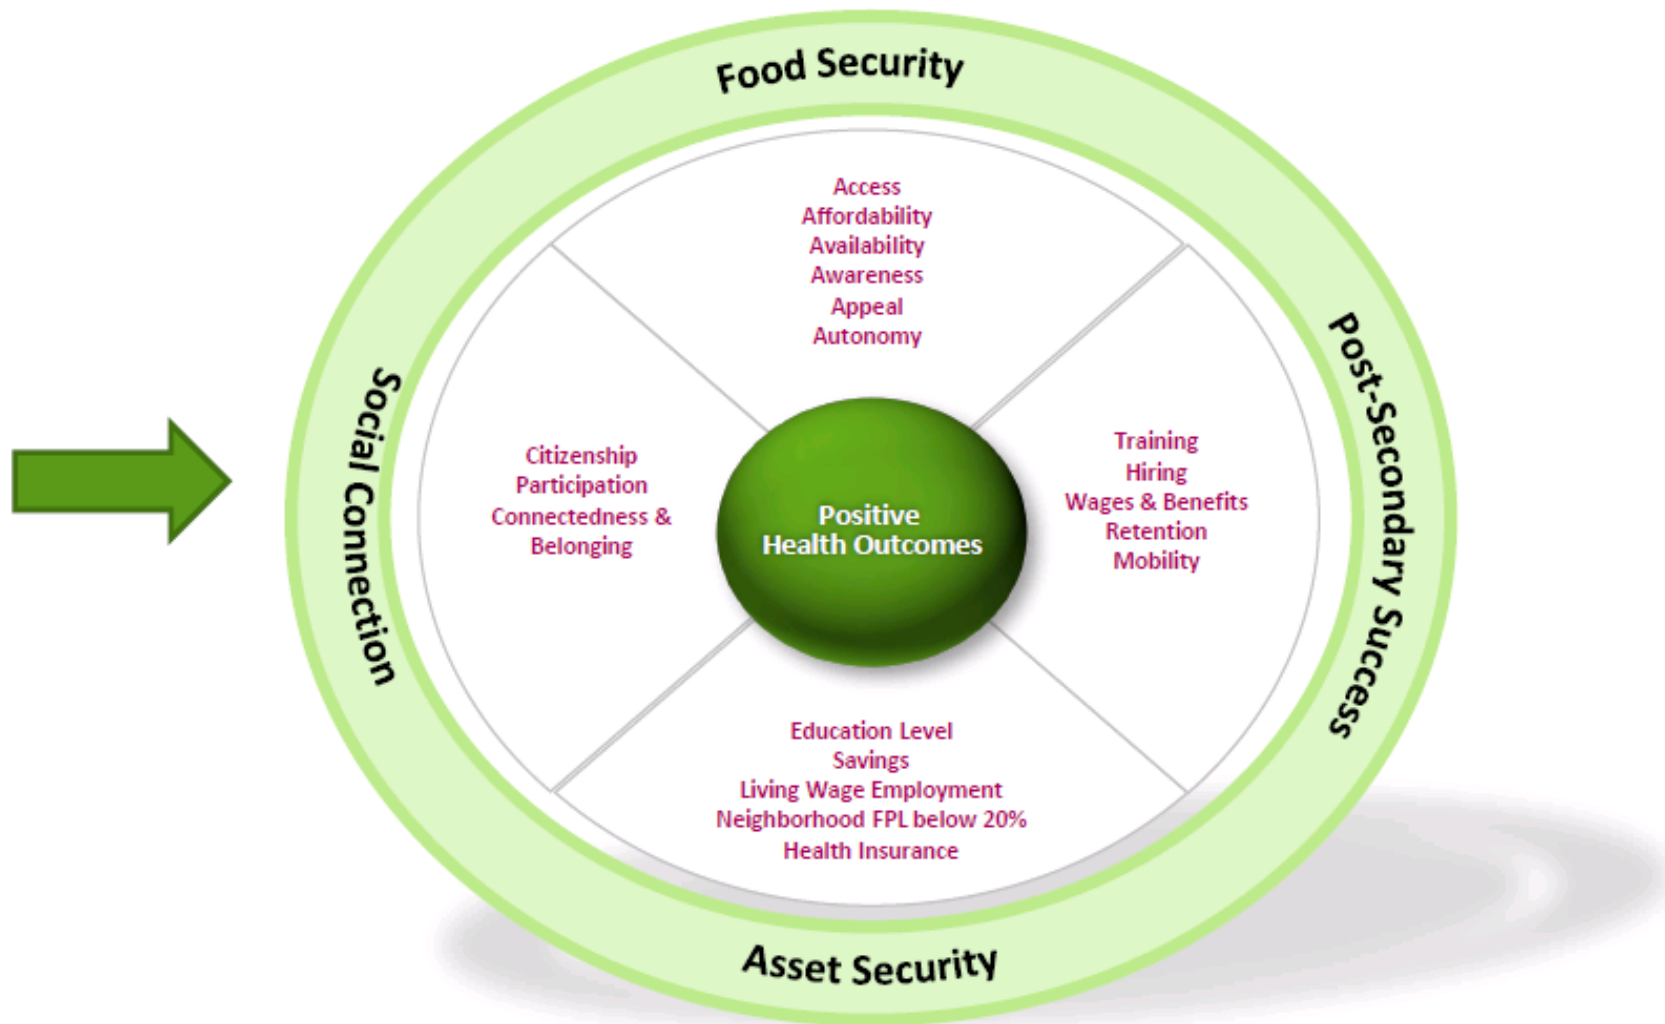 Food Security
Access
Affordability
Availability
Awareness
Appeal
Autonomy
Social Connection
Citizenship
Participation
Connectedness &
Belonging
Positive
Health Outcomes
Training
Hiring
Wages & Benefits
Retention
Mobility
Post-Secondary Success
Education Level
Savings
Living Wage Employment
Neighborhood FPL below 20%
Health Insurance
Asset Security